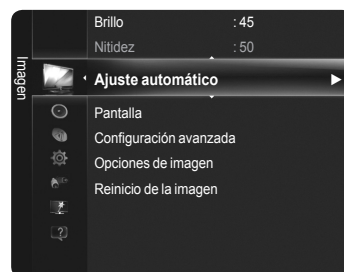 Imagen
Brillo : 45
Nitidez : 50
Ajuste automático
Pantalla
Configuración avanzada
Opciones de imagen
Reinicio de la imagen